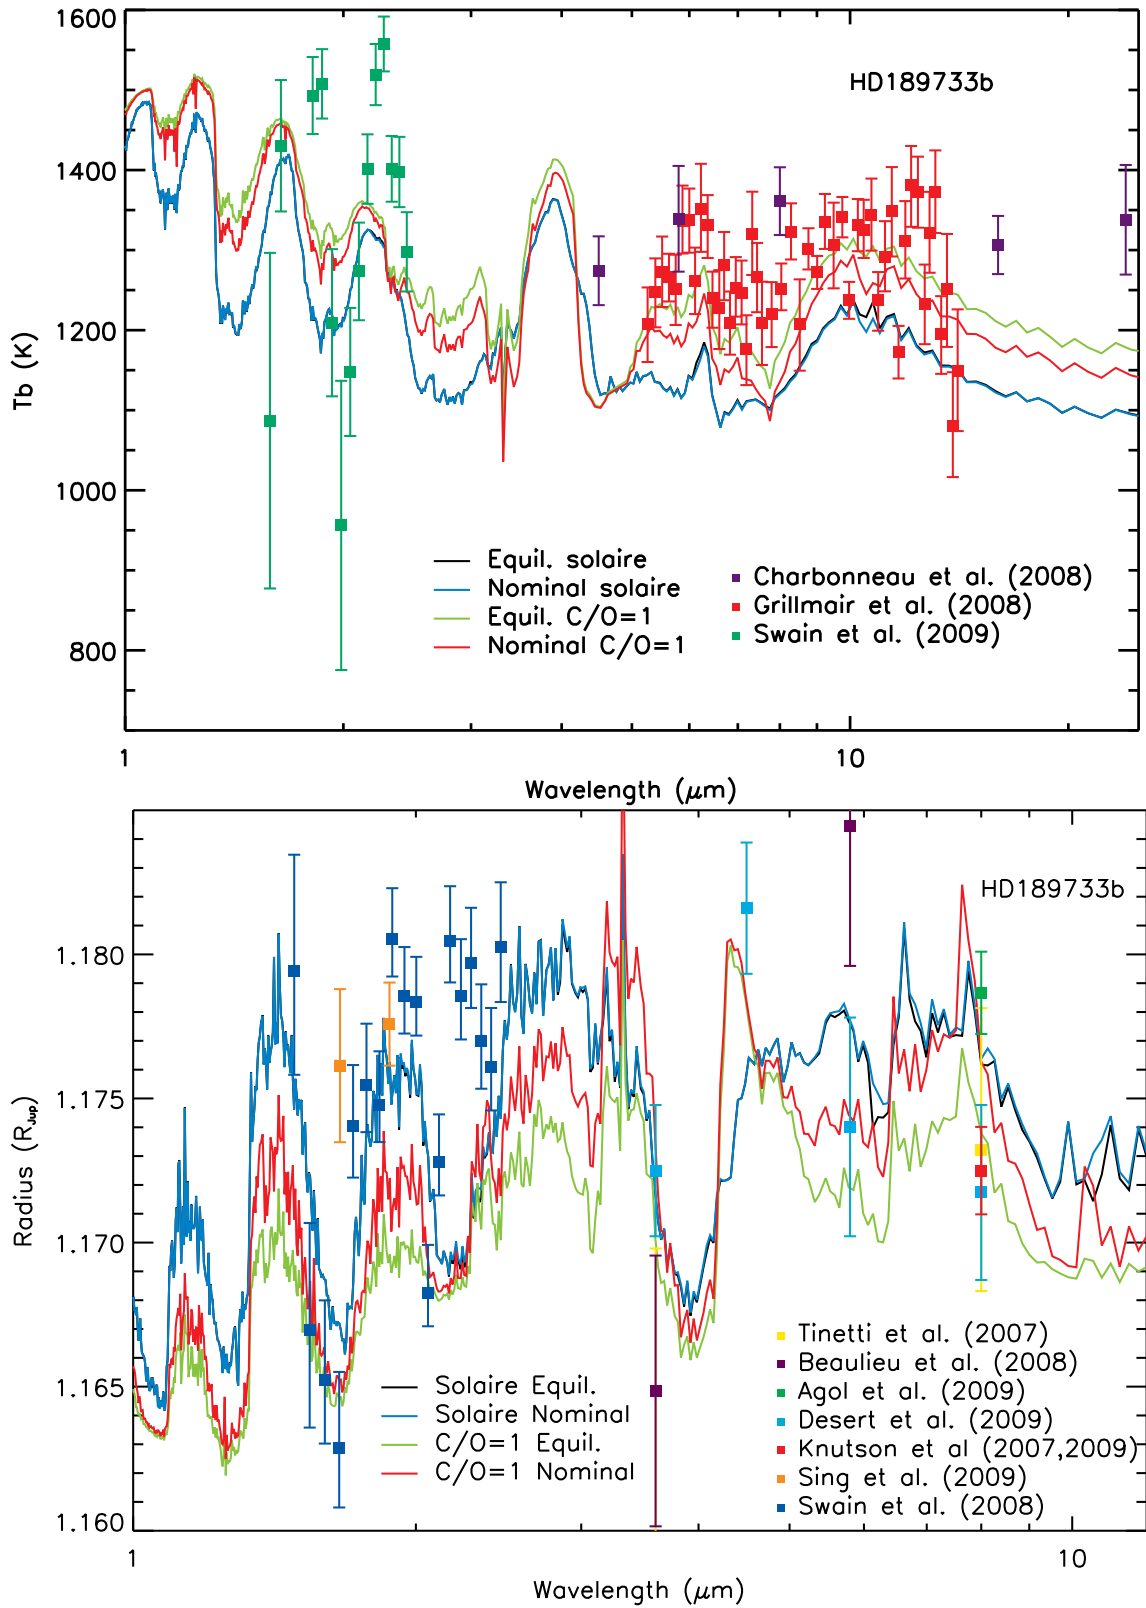 1600
1400
1200
1000
800
Tb (K)
HD189733b
Equil. solaire
Nominal solaire
Equil. C/O=1
Nominal C/O=1
Charbonneau et al. (2008)
Grillmair et al. (2008)
Swain et al. (2009)
1 10
Wavelength (μm)
HD189733b
1.180
1.175
1.170
1.165
1.160
Radius (RJup)
Solaire Equil.
Solaire Nominal
C/O=1 Equil.
C/O=1 Nominal
Tinetti et al. (2007)
Beaulieu et al. (2008)
Agol et al. (2009)
Desert et al. (2009)
Knutson et al (2007,2009)
Sing et al. (2009)
Swain et al. (2008)
1 10
Wavelength (μm)